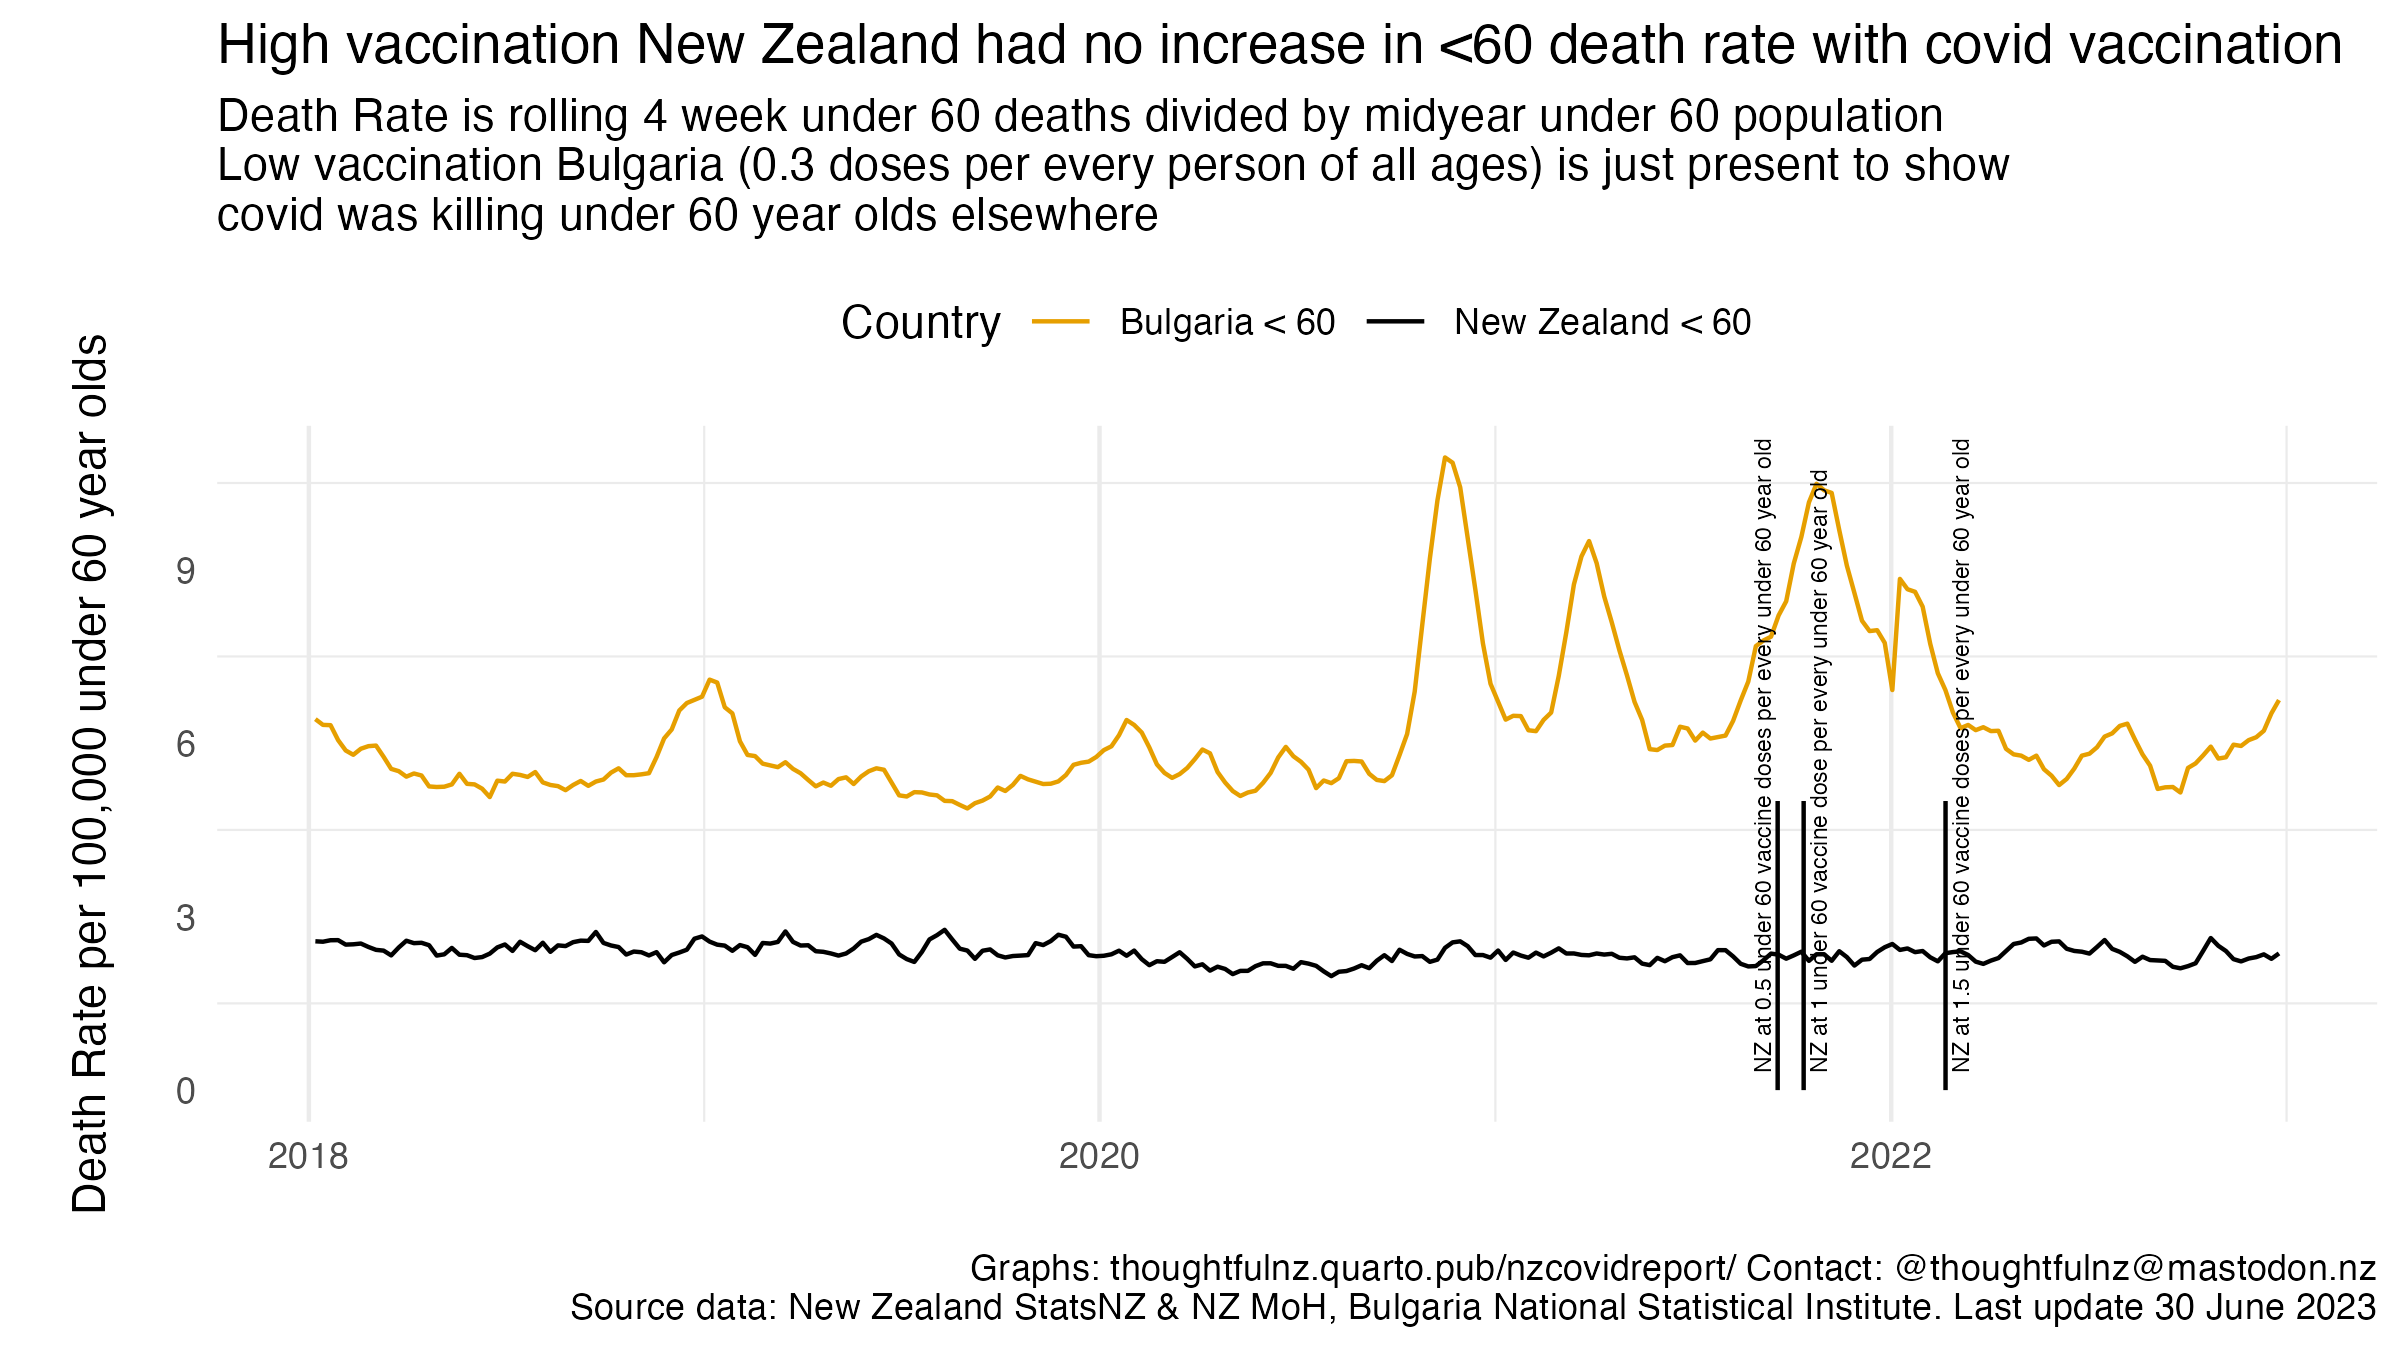 High vaccination New Zealand had no increase in <60 death rate with covid vaccination
Death Rate is rolling 4 week under 60 deaths divided by midyear under 60 population
Low vaccination Bulgaria (0.3 doses per every person of all ages) is just present to show
covid was killing under 60 year olds elsewhere
Country
Bulgaria < 60
New Zealand < 60
Death Rate per 100,000 under 60 year olds
9
6
3
0
NZ at 0.5 under 60 vaccine doses per every under 60 year old
NZ at 1 under 60 vaccine dose per every under 60 year old
NZ at 1.5 under 60 vaccine doses per every under 60 year old
2018
2020
2022
Graphs: thoughtfulnz.quarto.pub/nzcovidreport/ Contact: @thoughtfulnz@mastodon.nz
Source data: New Zealand StatsNZ & NZ MoH, Bulgaria National Statistical Institute. Last update 30 June 2023